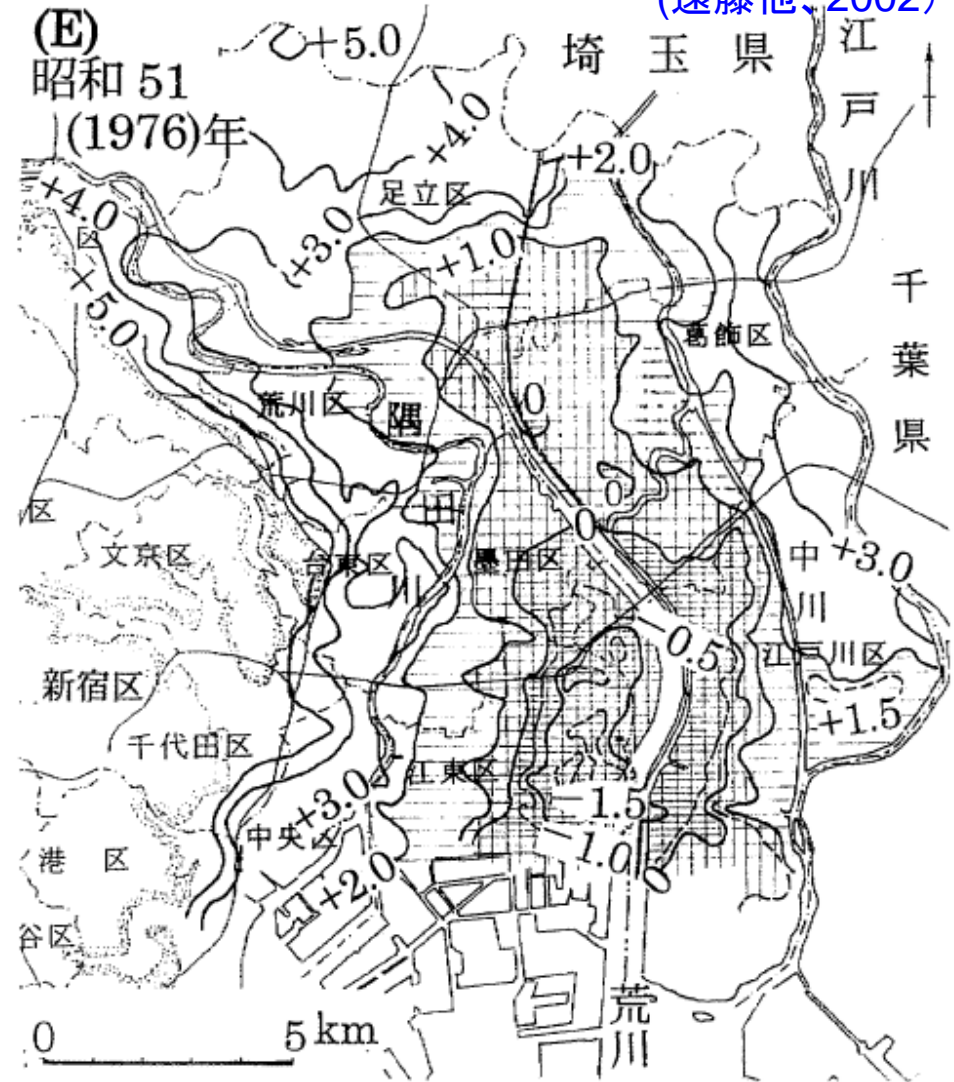 (遠藤他、2002)
(E)
昭和 51
(1976)年
+5.0
埼玉県
江戸川
+4.0
+2.0
足立区
+4.0
区
+3.0
+1.0
千葉県
+5.0
葛飾区
荒川区
隅田川
0
0
区
文京区
台東区
墨田区
0
中川
+3.0
-0.5
江戸川区
新宿区
+1.5
千代田区
江東区
+3.0
-1.5
中央区
-1.0
0
港 区
+2.0
谷区
荒川
0 5 km